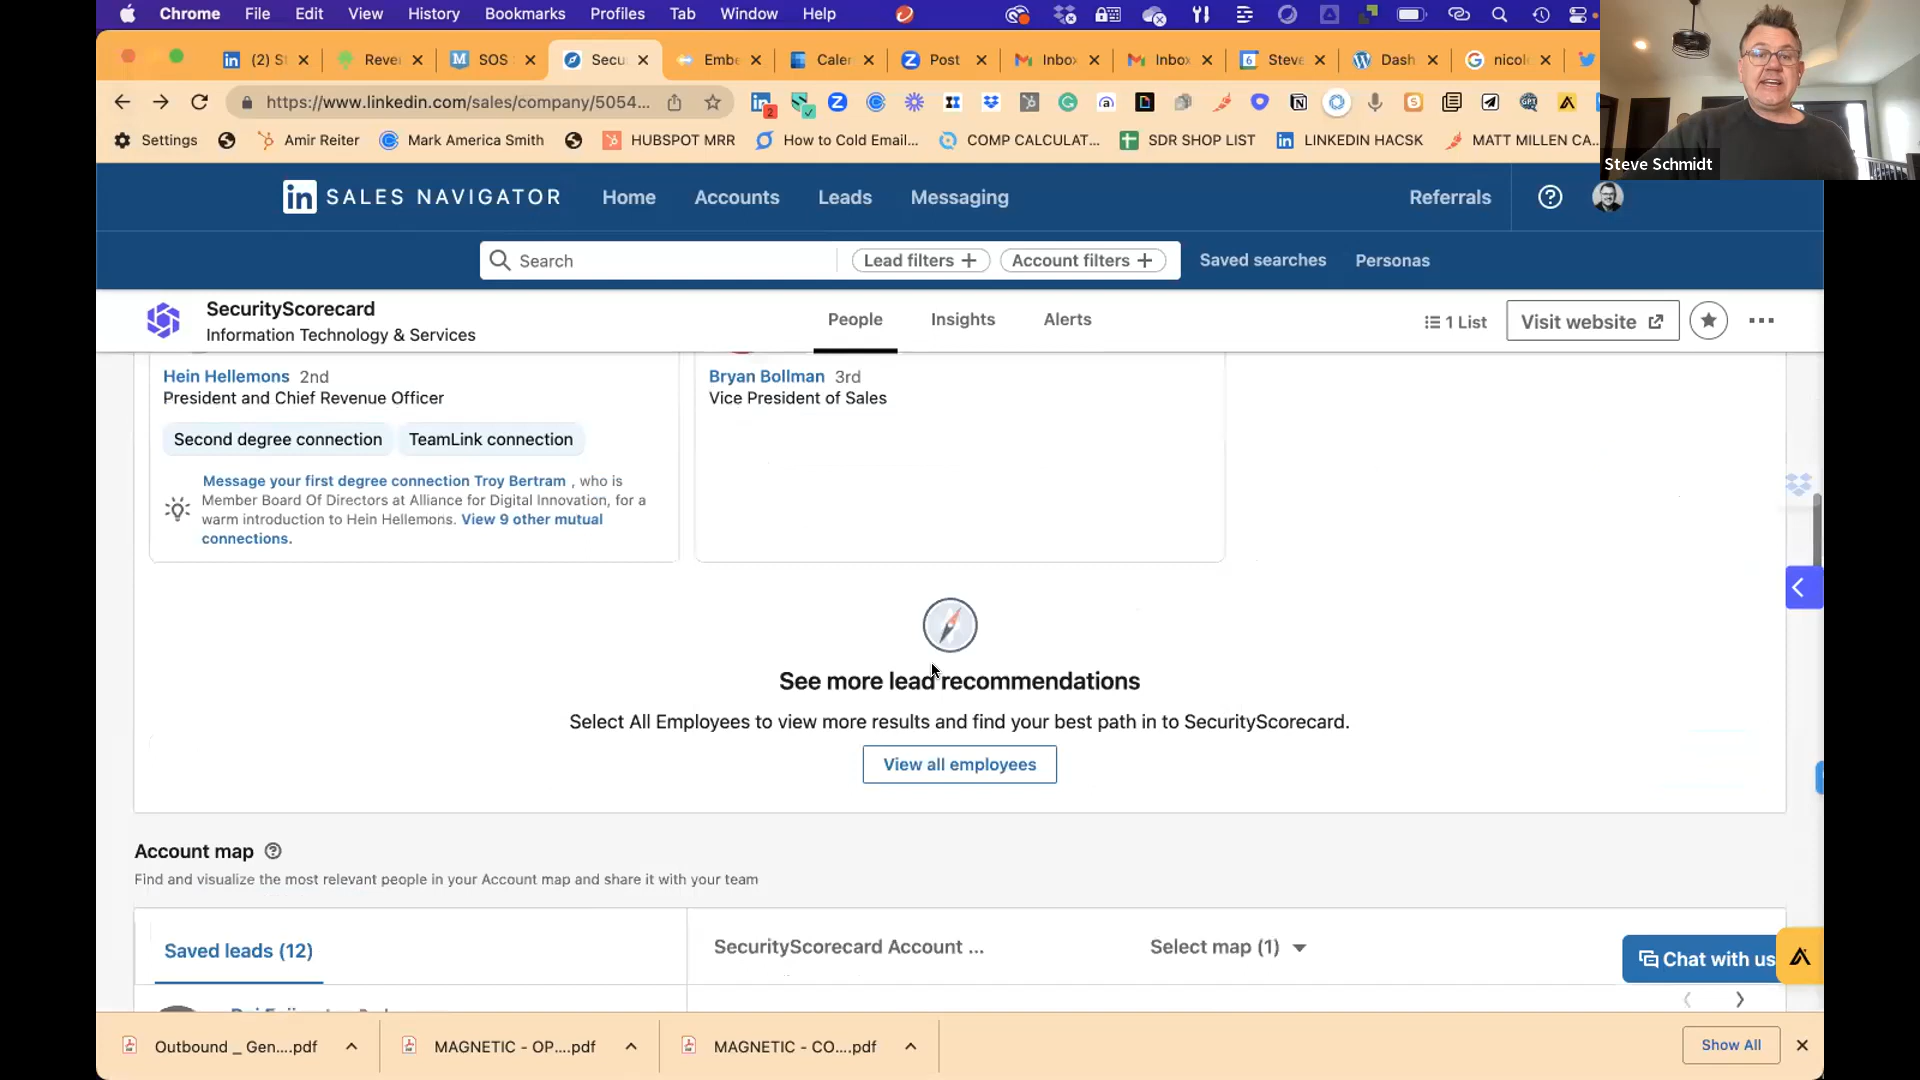 Chrome File Edit View History Bookmarks Profiles Tab Window Help
(2) S Reve SOS Secu Embe Caler Post Inbo Inbo Steve Dash nicol
https://www.linkedin.com/sales/company/5054...
Settings Amir Reiter Mark America Smith HUBSPOT MRR How to Cold Email... COMP CALCULAT... SDR SHOP LIST LINKEDIN HACSK MATT MILLEN CA...
Steve Schmidt
in SALES NAVIGATOR Home Accounts Leads Messaging Referrals
Search Lead filters + Account filters + Saved searches Personas
SecurityScorecard
Information Technology & Services
People Insights Alerts
1 List Visit website
Hein Hellemons 2nd
President and Chief Revenue Officer
Second degree connection TeamLink connection
Message your first degree connection Troy Bertram , who is
Member Board Of Directors at Alliance for Digital Innovation, for a
warm introduction to Hein Hellemons. View 9 other mutual
connections.
Bryan Bollman 3rd
Vice President of Sales
See more lead recommendations
Select All Employees to view more results and find your best path in to SecurityScorecard.
View all employees
Account map
Find and visualize the most relevant people in your Account map and share it with your team
Saved leads (12)
SecurityScorecard Account ... Select map (1)
Chat with us
Outbound _ Gen....pdf MAGNETIC - OP....pdf MAGNETIC - CO....pdf Show All